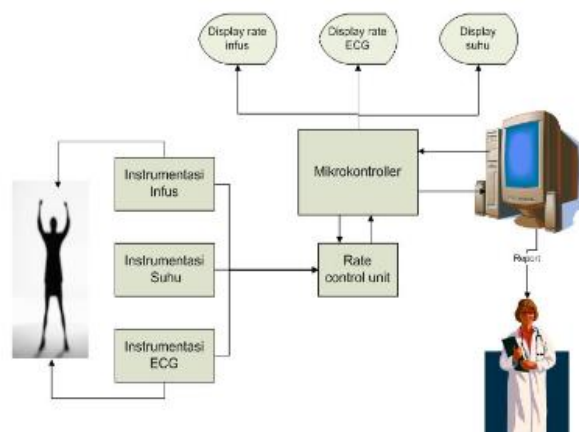 Display rate
infus
Display rate
ECG
Display
suhu
Instrumentasi
Infus
Mikrokontroller
Instrumentasi
Suhu
Rate
control unit
Report
Instrumentasi
ECG